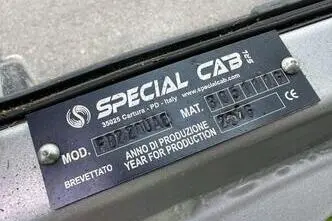 SPECIAL CAB SRL
35025 Cartura - PD - Italy www.specialcab.com
MOD. MAT.
ANNO DI PRODUZIONE
YEAR FOR PRODUCTION
BREVETTATO CE